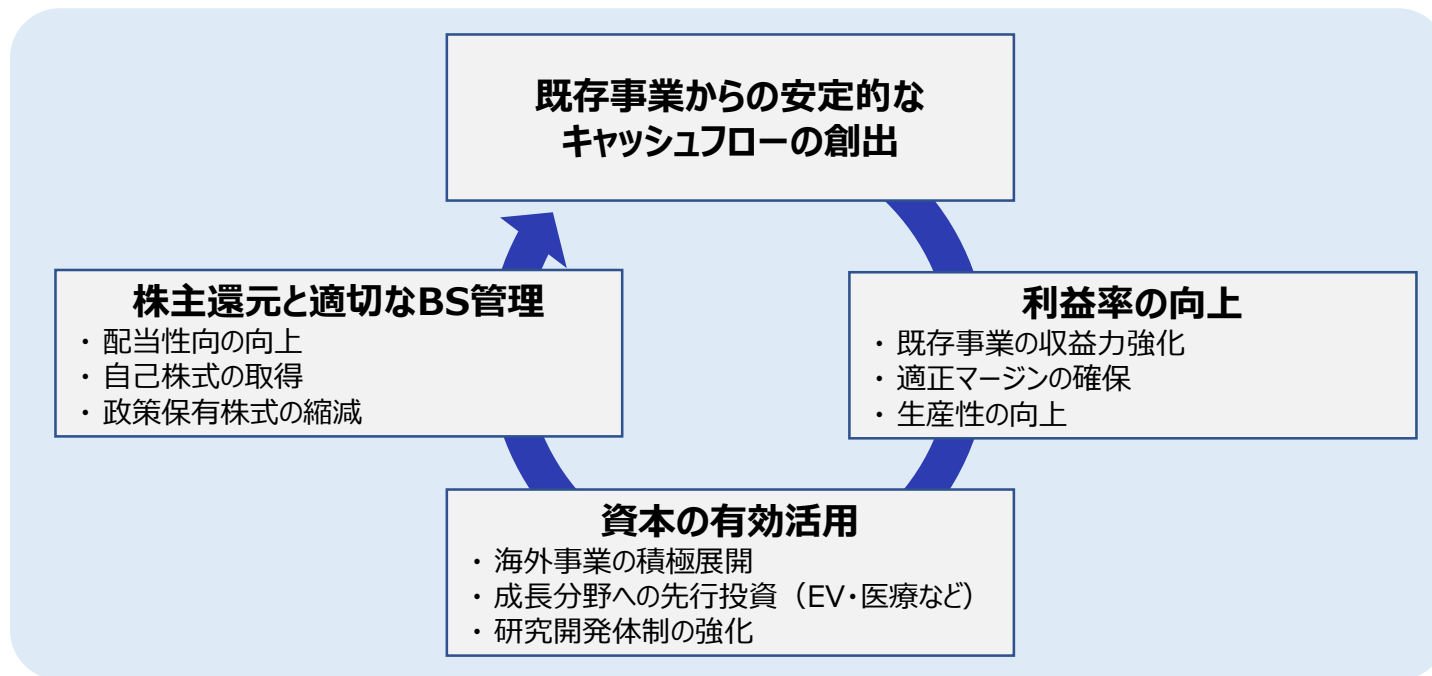 既存事業からの安定的な
キャッシュフローの創出
株主還元と適切なBS管理
・配当性向の向上
・自己株式の取得
・政策保有株式の縮減
利益率の向上
・既存事業の収益力強化
・適正マージンの確保
・生産性の向上
資本の有効活用
・海外事業の積極展開
・成長分野への先行投資（EV・医療など）
・研究開発体制の強化